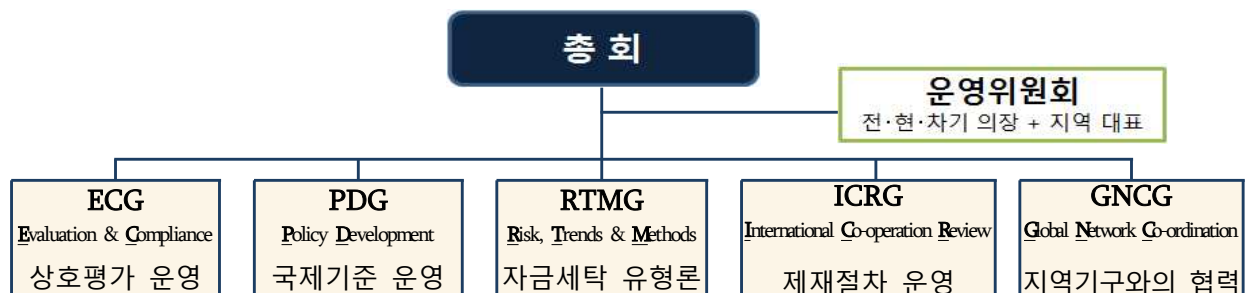 총 회
운영위원회
전·현·차기 의장 + 지역 대표
ECG
Evaluation & Compliance
상호평가 운영
PDG
Policy Development
국제기준 운영
RTMG
Risk, Trends & Methods
자금세탁 유형론
ICRG
International Co-operation Review
제재절차 운영
GNCG
Global Network Co-ordination
지역기구와의 협력